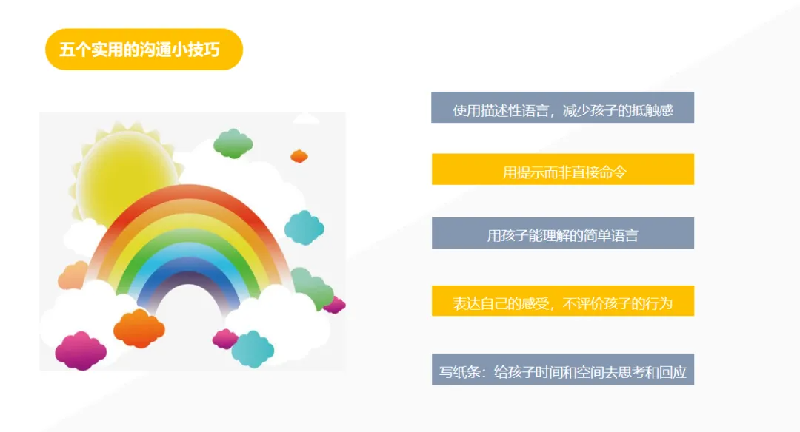 五个实用的沟通小技巧
使用描述性语言，减少孩子的抵触感
用提示而非直接命令
用孩子能理解的简单语言
表达自己的感受，不评价孩子的行为
写纸条：给孩子时间和空间去思考和回应